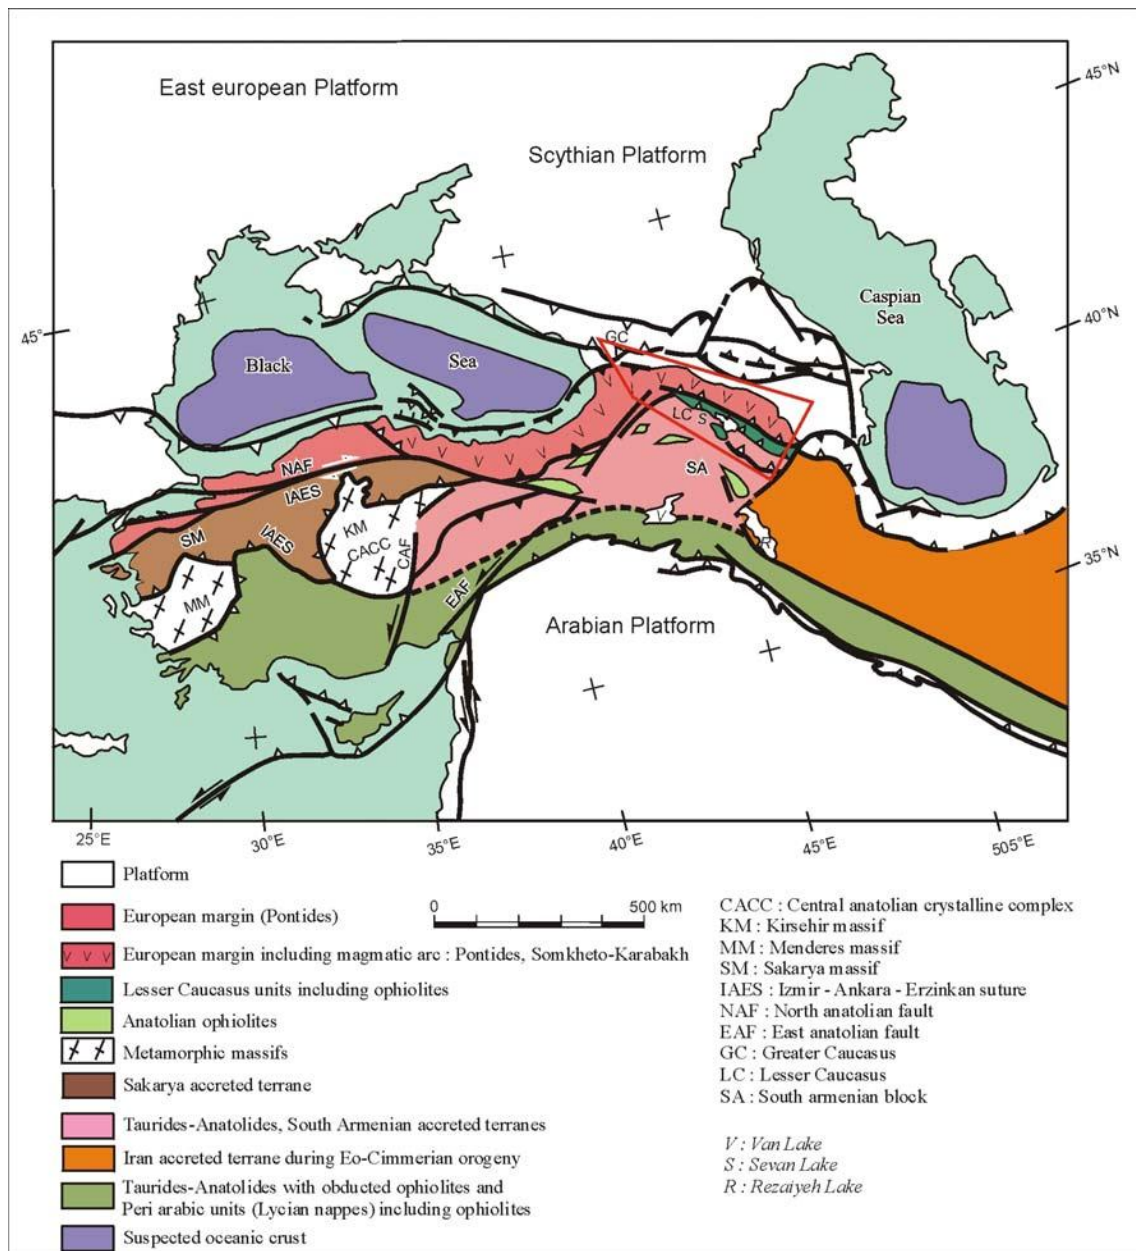 East european Platform
45°N
Scythian Platform
Caspian
Sea
40°N
45°
GC
Black
Sea
LC S
NAF
SA
IAES
V
KM
SM
IAES
CACC
CAF
R
35°N
MM
EAF
Arabian Platform
25°E
30°E
35°E
40°E
45°E
505°E
Platform
European margin (Pontides)
0 500 km
European margin including magmatic arc : Pontides, Somkheto-Karabakh
Lesser Caucasus units including ophiolites
Anatolian ophiolites
Metamorphic massifs
Sakarya accreted terrane
Taurides-Anatolides, South Armenian accreted terranes
Iran accreted terrane during Eo-Cimmerian orogeny
Taurides-Anatolides with obducted ophiolites and
Peri arabic units (Lycian nappes) including ophiolites
Suspected oceanic crust
CACC : Central anatolian crystalline complex
KM : Kirsehir massif
MM : Menderes massif
SM : Sakarya massif
IAES : Izmir - Ankara - Erzinkan suture
NAF : North anatolian fault
EAF : East anatolian fault
GC : Greater Caucasus
LC : Lesser Caucasus
SA : South armenian block
V : Van Lake
S : Sevan Lake
R : Rezaiyeh Lake